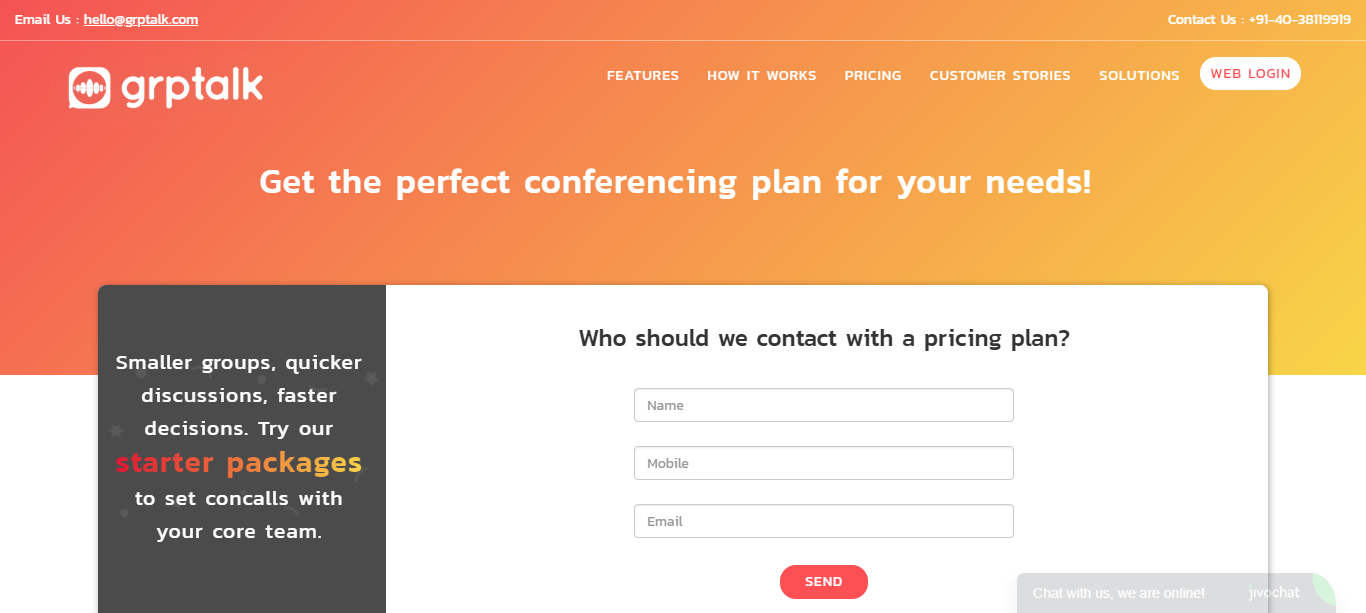 Email Us : hello@grptalk.com
Contact Us : +91-40-38119919
grptalk
FEATURES
HOW IT WORKS
PRICING
CUSTOMER STORIES
SOLUTIONS
WEB LOGIN
Get the perfect conferencing plan for your needs!
Smaller groups, quicker
discussions, faster
decisions. Try our
starter packages
to set concalls with
your core team.
Who should we contact with a pricing plan?
Name
Mobile
Email
SEND
Chat with us, we are online!
jivochat